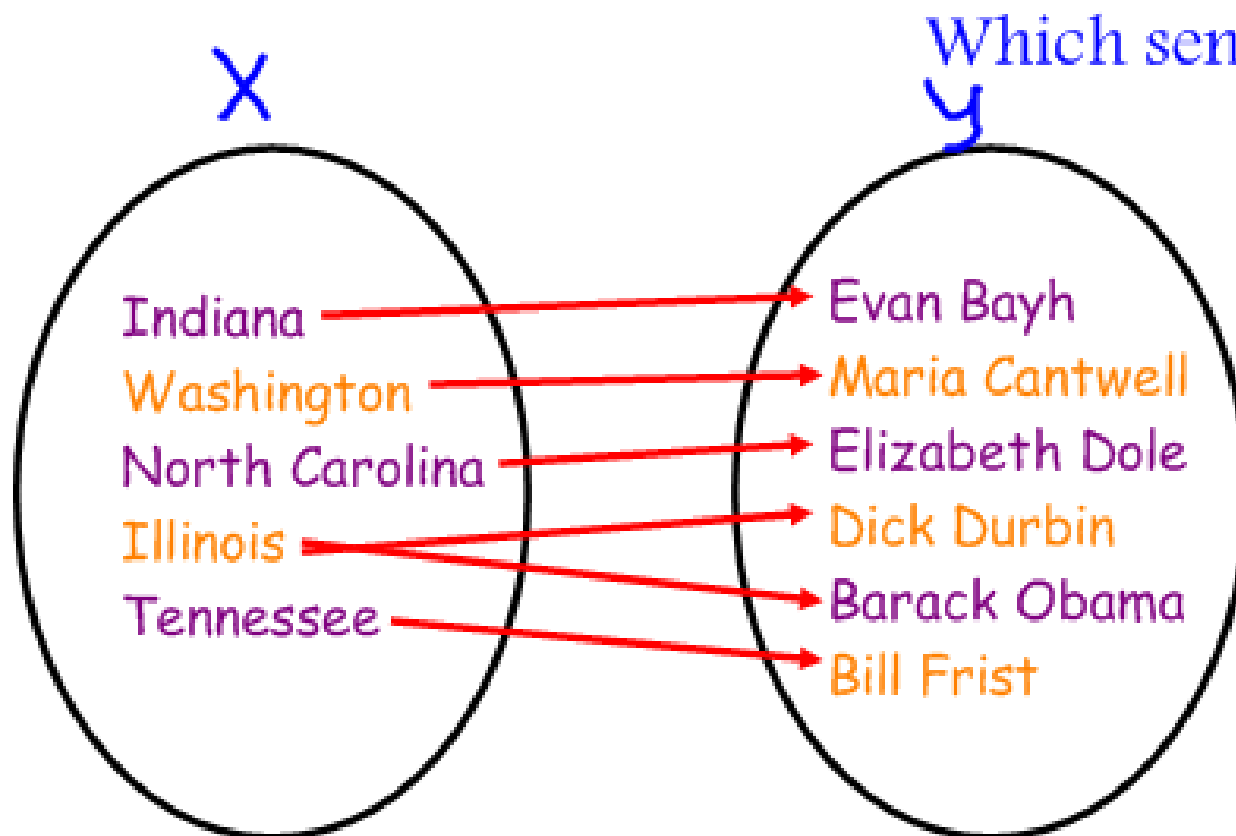 Which sen
X
y
Indiana
Washington
North Carolina
Illinois
Tennessee
Evan Bayh
Maria Cantwell
Elizabeth Dole
Dick Durbin
Barack Obama
Bill Frist